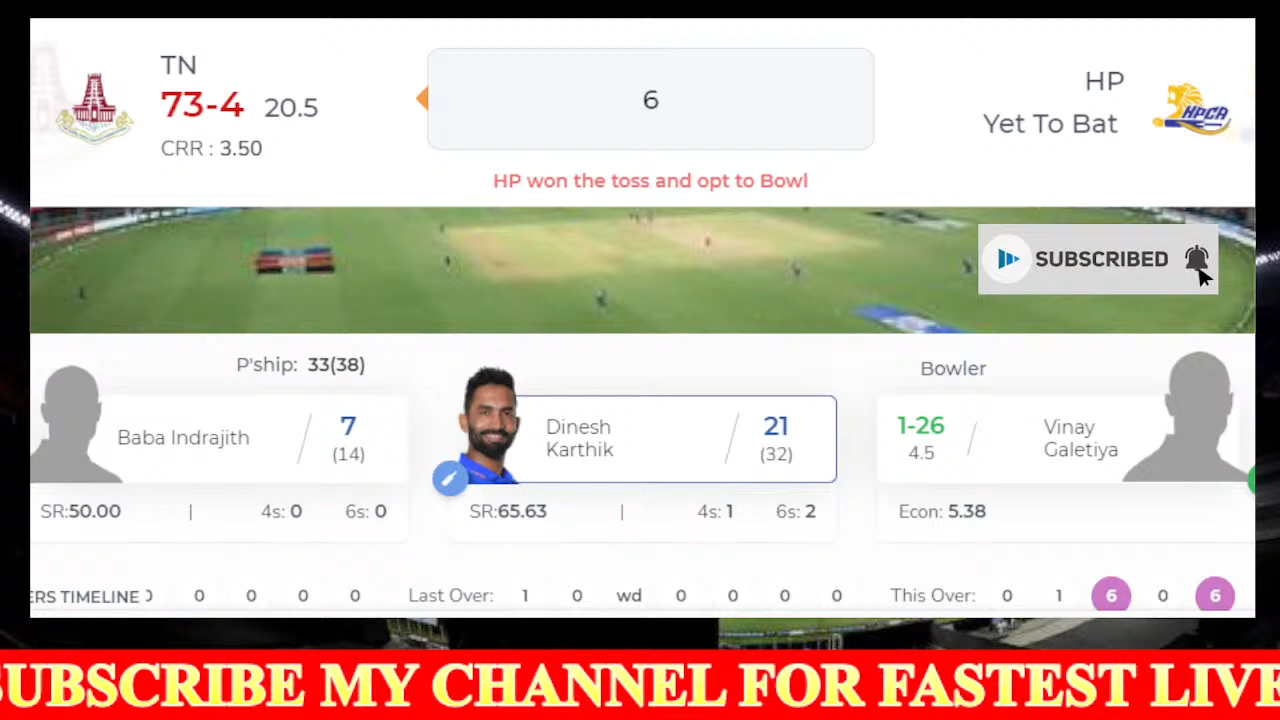 TN
73-4 20.5
CRR : 3.50
6
HP
Yet To Bat
HPCA
HP won the toss and opt to Bowl
SUBSCRIBED
P'ship: 33(38)
Bowler
Baba Indrajith / 7 (14)
Dinesh Karthik / 21 (32)
1-26 4.5 / Vinay Galetiya
SR:50.00 | 4s: 0 6s: 0
SR:65.63 | 4s: 1 6s: 2
Econ: 5.38
ERS TIMELINE 0 0 0 0 0 Last Over: 1 0 wd 0 0 0 0 This Over: 0 1 6 0 6
SUBSCRIBE MY CHANNEL FOR FASTEST LIVE